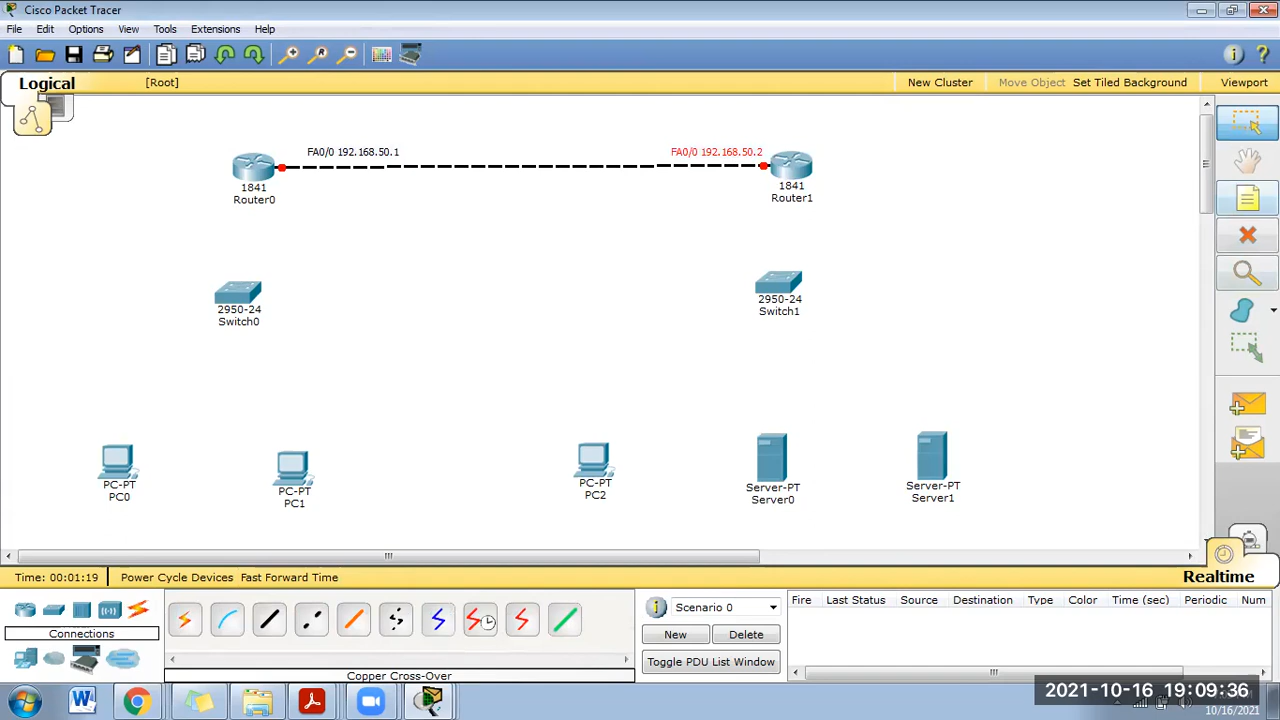 Cisco Packet Tracer
File Edit Options View Tools Extensions Help
Logical [Root] New Cluster Move Object Set Tiled Background Viewport
FA0/0 192.168.50.1 FA0/0 192.168.50.2
1841 1841
Router0 Router1
2950-24 2950-24
Switch0 Switch1
PC-PT PC-PT PC-PT Server-PT Server-PT
PC0 PC1 PC2 Server0 Server1
Time: 00:01:19 Power Cycle Devices Fast Forward Time Realtime
Scenario 0 Fire Last Status Source Destination Type Color Time (sec) Periodic Num
Connections New Delete
Toggle PDU List Window
Copper Cross-Over
2021-10-16 19:09:36
10/16/2021